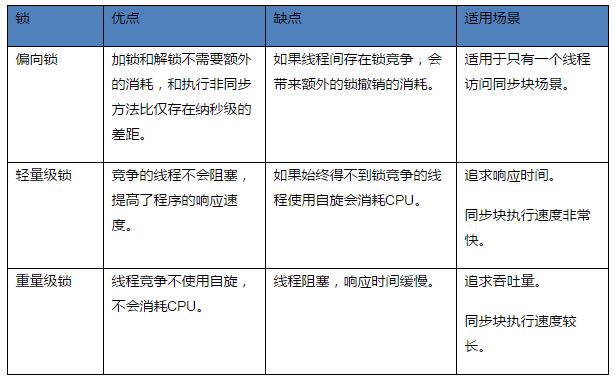 锁
优点
缺点
适用场景
偏向锁
加锁和解锁不需要额外
的消耗，和执行非同步
方法比仅存在纳秒级的
差距。
如果线程间存在锁竞争，会
带来额外的锁撤销的消耗。
适用于只有一个线程
访问同步块场景。
轻量级锁
竞争的线程不会阻塞，
提高了程序的响应速
度。
如果始终得不到锁竞争的线
程使用自旋会消耗CPU。
追求响应时间。
同步块执行速度非常
快。
重量级锁
线程竞争不使用自旋，
不会消耗CPU。
线程阻塞，响应时间缓慢。
追求吞吐量。
同步块执行速度较
长。